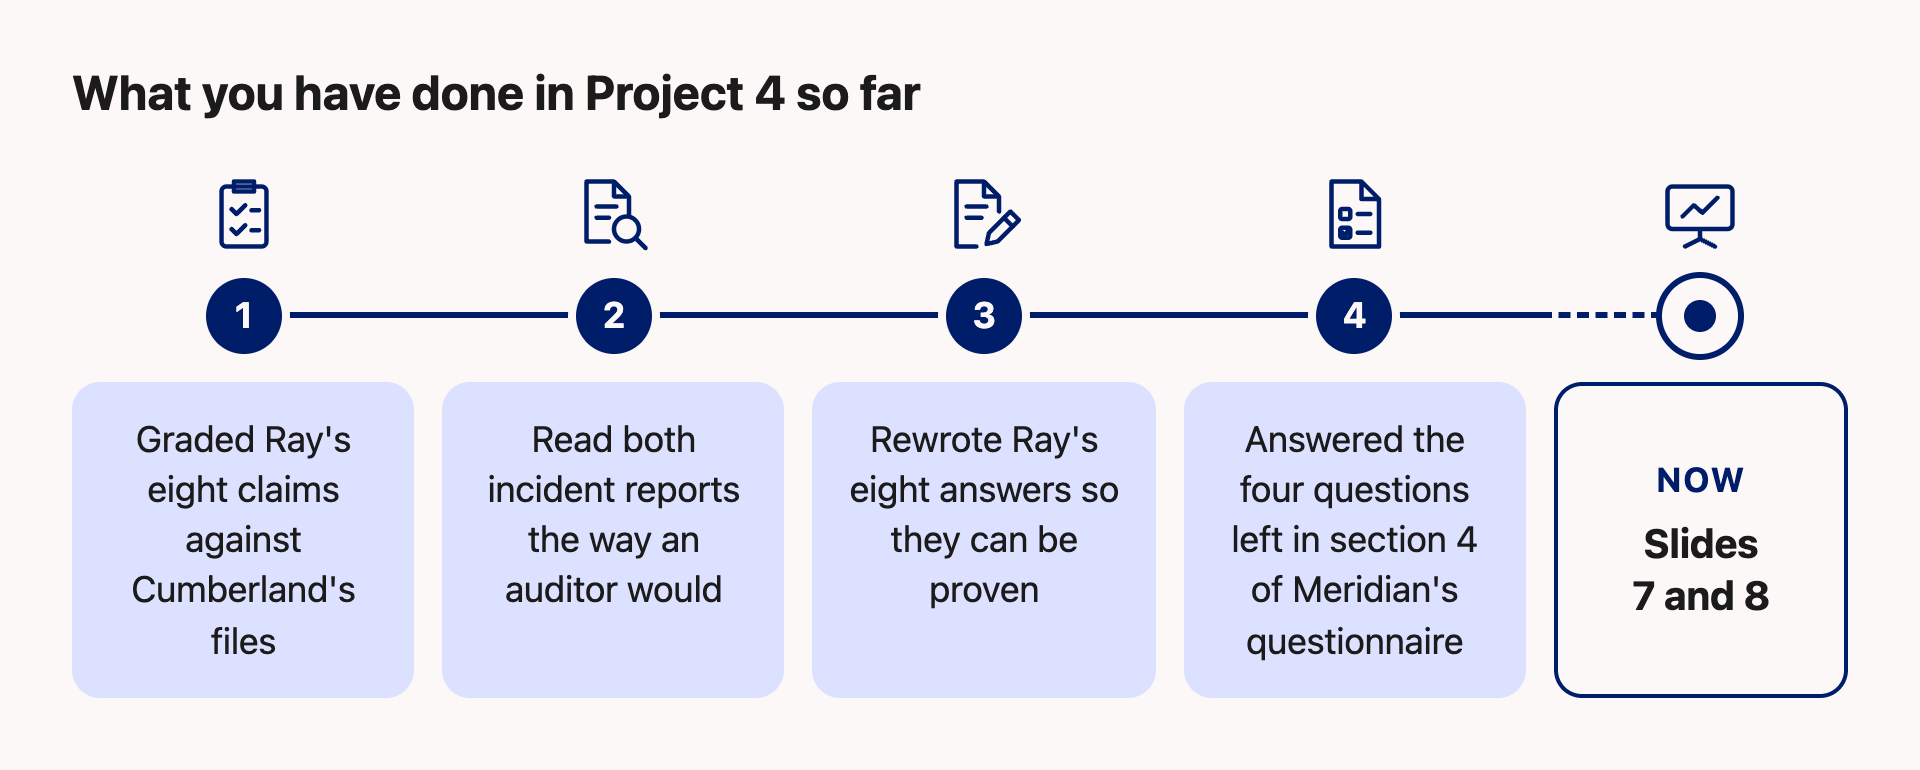 What you have done in Project 4 so far
1
2
3
4
Graded Ray's
eight claims
against
Cumberland's
files
Read both
incident reports
the way an
auditor would
Rewrote Ray's
eight answers so
they can be
proven
Answered the
four questions
left in section 4
of Meridian's
questionnaire
NOW
Slides
7 and 8